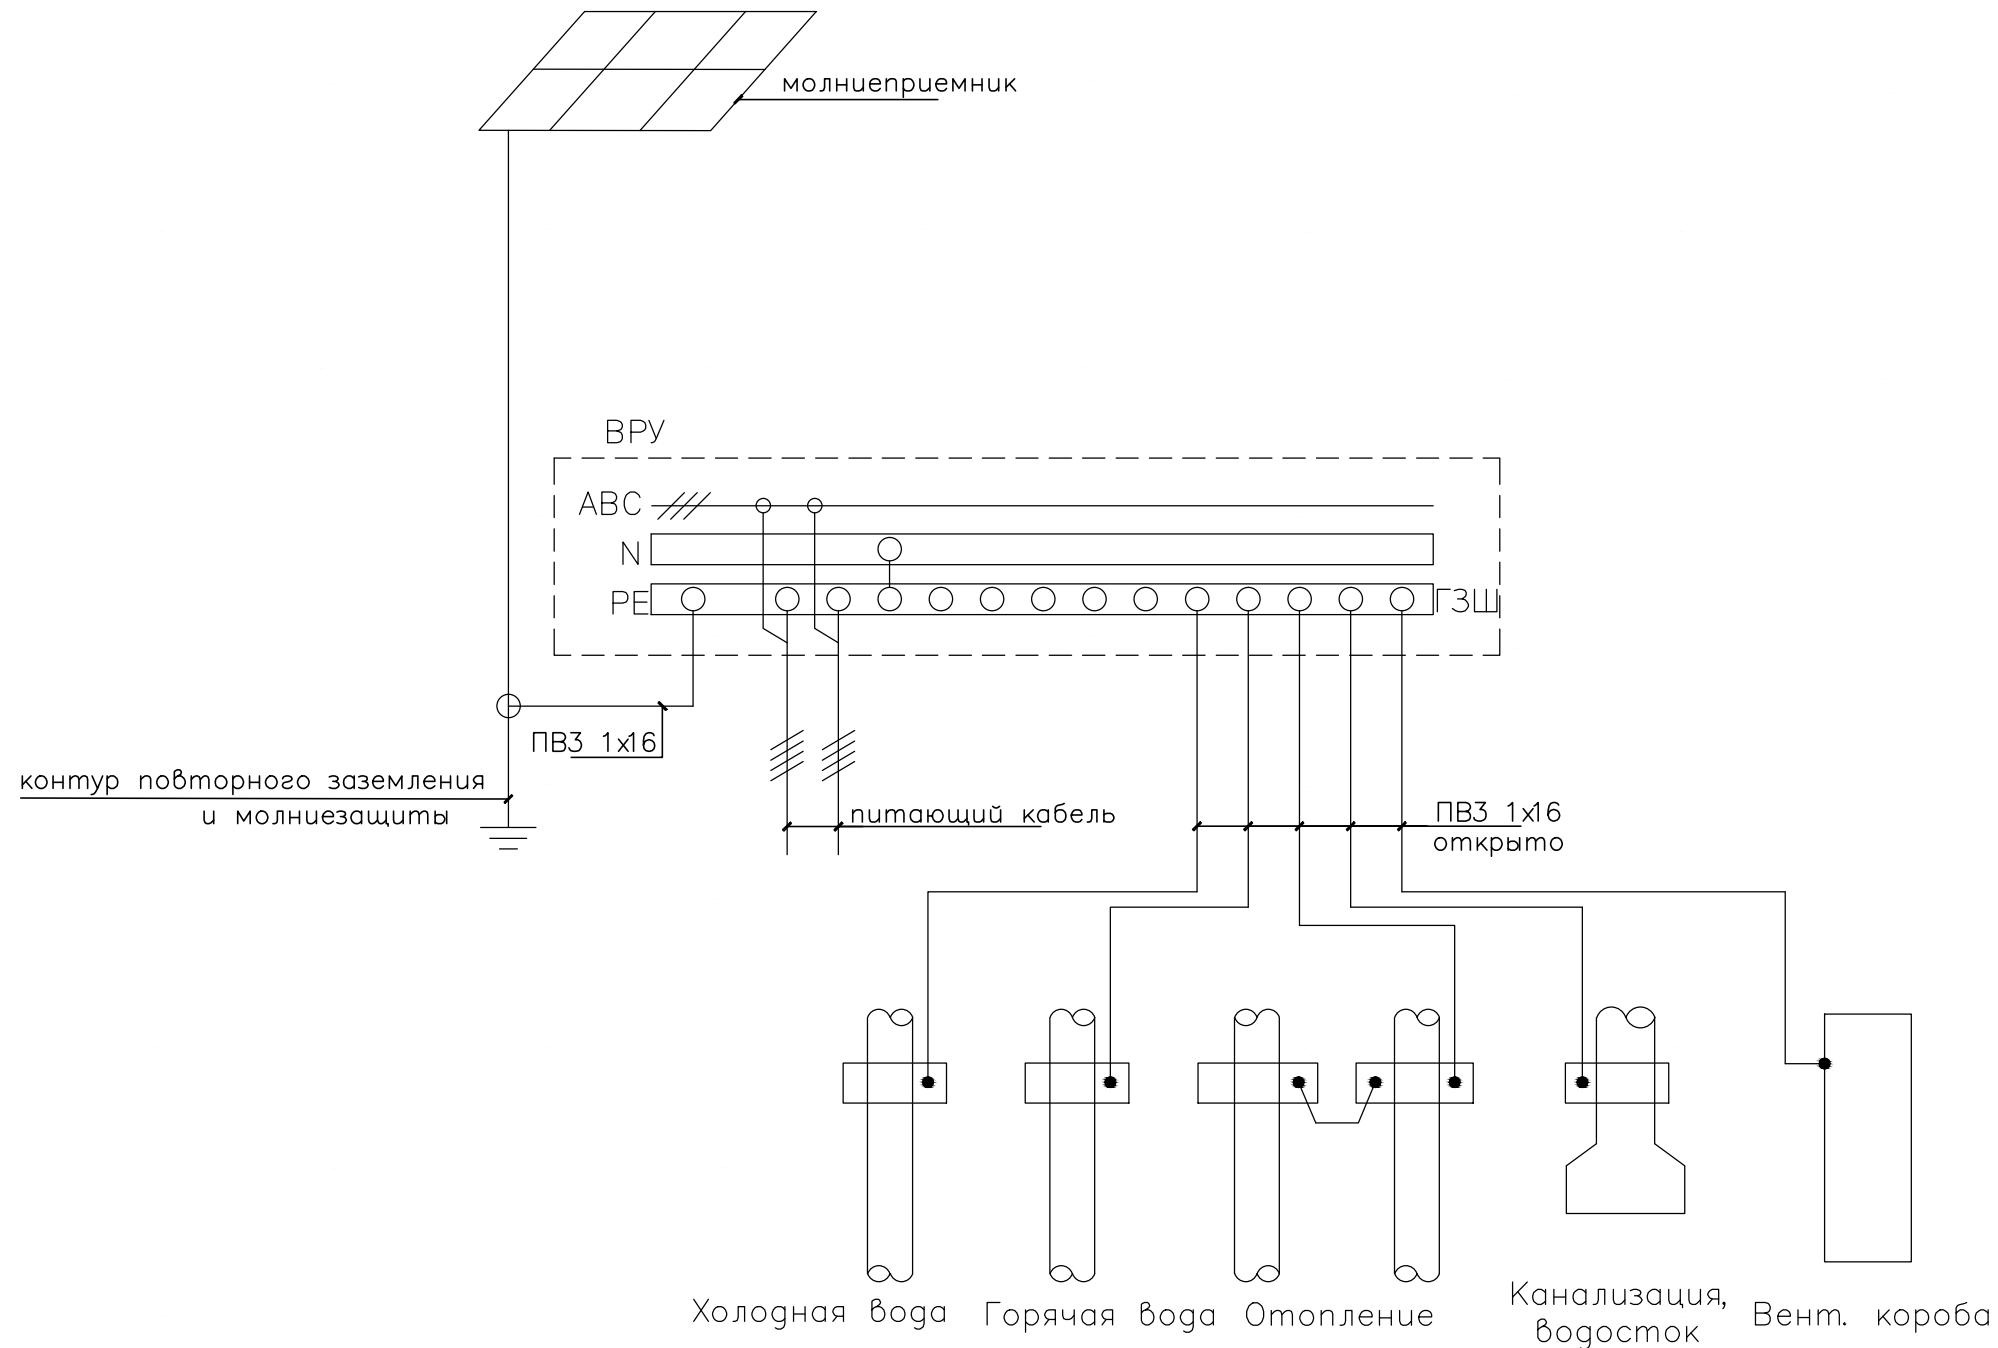 молниеприемник
ВРУ
АВС
N
PE
ГЗШ
ПВ3 1х16
контур повторного заземления
и молниезащиты
питающий кабель
ПВ3 1х16
открыто
Холодная вода
Горячая вода
Отопление
Канализация,
водосток
Вент. короба